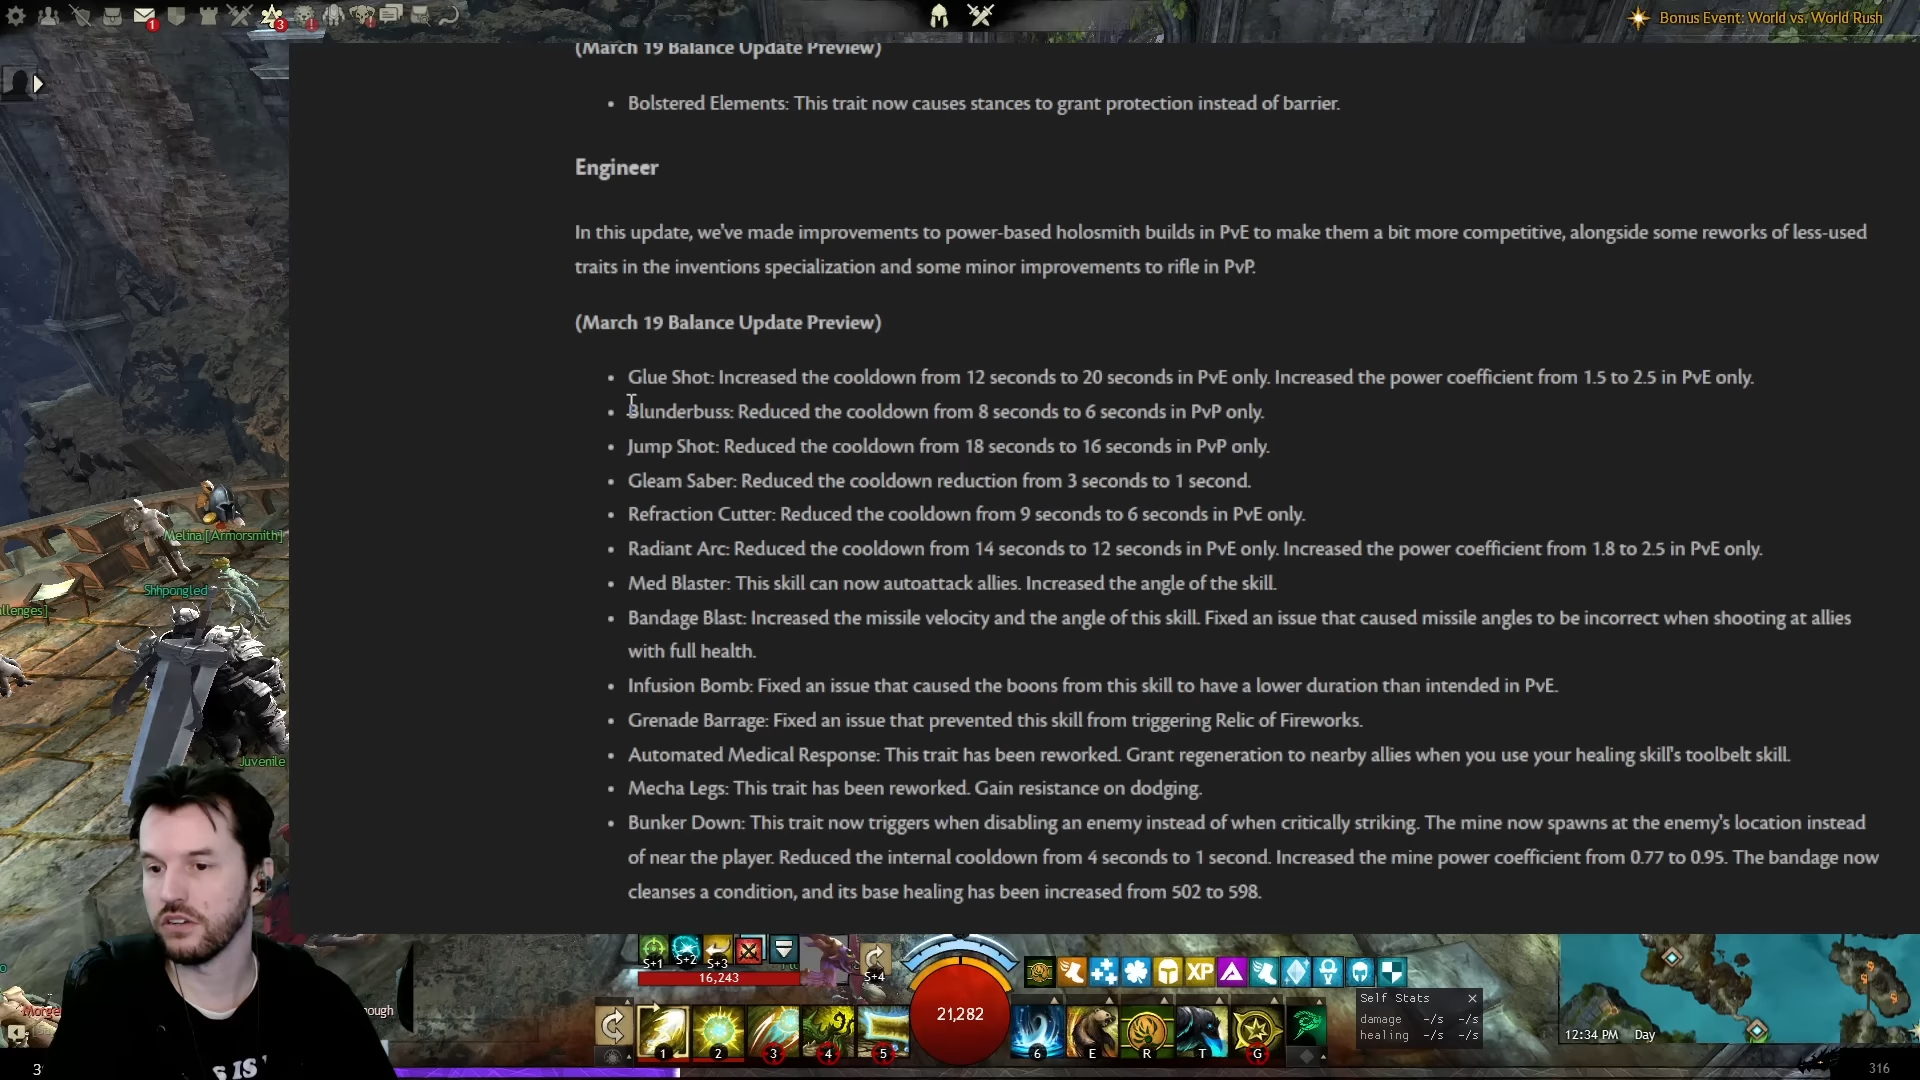 1
3
Bonus Event: World vs. World Rush
(March 19 Balance Update Preview)
• Bolstered Elements: This trait now causes stances to grant protection instead of barrier.
Engineer
In this update, we've made improvements to power-based holosmith builds in PvE to make them a bit more competitive, alongside some reworks of less-used
traits in the inventions specialization and some minor improvements to rifle in PvP.
(March 19 Balance Update Preview)
• Glue Shot: Increased the cooldown from 12 seconds to 20 seconds in PvE only. Increased the power coefficient from 1.5 to 2.5 in PvE only.
• Blunderbuss: Reduced the cooldown from 8 seconds to 6 seconds in PvP only.
• Jump Shot: Reduced the cooldown from 18 seconds to 16 seconds in PvP only.
• Gleam Saber: Reduced the cooldown reduction from 3 seconds to 1 second.
• Refraction Cutter: Reduced the cooldown from 9 seconds to 6 seconds in PvE only.
• Radiant Arc: Reduced the cooldown from 14 seconds to 12 seconds in PvE only. Increased the power coefficient from 1.8 to 2.5 in PvE only.
• Med Blaster: This skill can now autoattack allies. Increased the angle of the skill.
• Bandage Blast: Increased the missile velocity and the angle of this skill. Fixed an issue that caused missile angles to be incorrect when shooting at allies
with full health.
• Infusion Bomb: Fixed an issue that caused the boons from this skill to have a lower duration than intended in PvE.
• Grenade Barrage: Fixed an issue that prevented this skill from triggering Relic of Fireworks.
• Automated Medical Response: This trait has been reworked. Grant regeneration to nearby allies when you use your healing skill's toolbelt skill.
• Mecha Legs: This trait has been reworked. Gain resistance on dodging.
• Bunker Down: This trait now triggers when disabling an enemy instead of when critically striking. The mine now spawns at the enemy's location instead
of near the player. Reduced the internal cooldown from 4 seconds to 1 second. Increased the mine power coefficient from 0.77 to 0.95. The bandage now
cleanses a condition, and its base healing has been increased from 502 to 598.
Melina [Armorsmith]
Shhpongled
allenges]
Juvenile
Morge
ough
S IS
S+1 S+2 S+3 S+4
16,243
XP
21,282
1 2 3 4 5 6 E R T G
Self Stats
damage -/s -/s
healing -/s -/s
12:34 PM Day
3
316